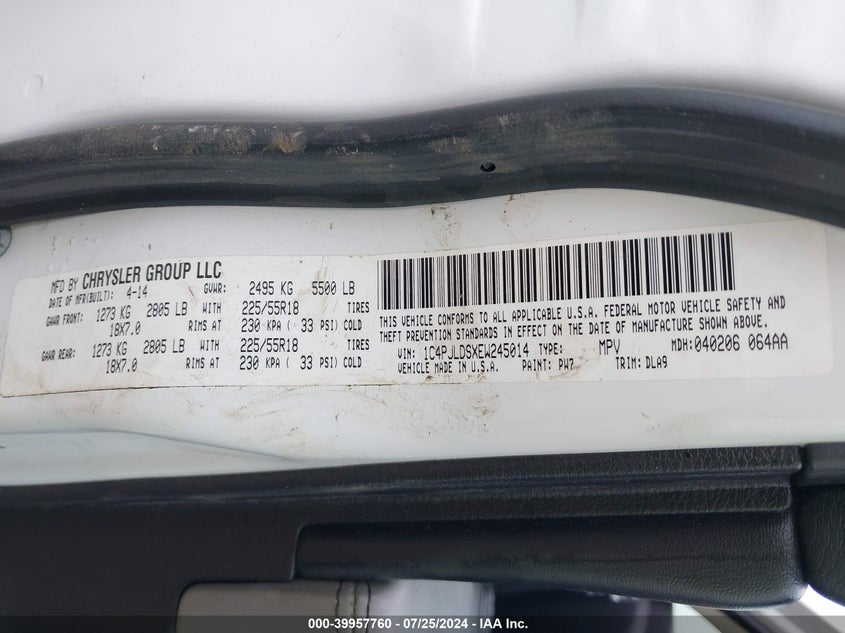 MFD BY CHRYSLER GROUP LLC
DATE OF MFR(BUILT): 4-14 GVWR: 2495 KG 5500 LB
GAWR FRONT: 1273 KG 2805 LB WITH 225/55R18 TIRES
18X7.0 RIMS AT 230 KPA ( 33 PSI) COLD
GAWR REAR: 1273 KG 2805 LB WITH 225/55R18 TIRES
18X7.0 RIMS AT 230 KPA ( 33 PSI) COLD
THIS VEHICLE CONFORMS TO ALL APPLICABLE U.S.A. FEDERAL MOTOR VEHICLE SAFETY AND
THEFT PREVENTION STANDARDS IN EFFECT ON THE DATE OF MANUFACTURE SHOWN ABOVE.
VIN: 1C4PJLDSXEW245014 TYPE: MPV MDH: 040206 064AA
VEHICLE MADE IN U.S.A. PAINT: PW7 TRIM: DLA9
000-39957760 - 07/25/2024 - IAA Inc.